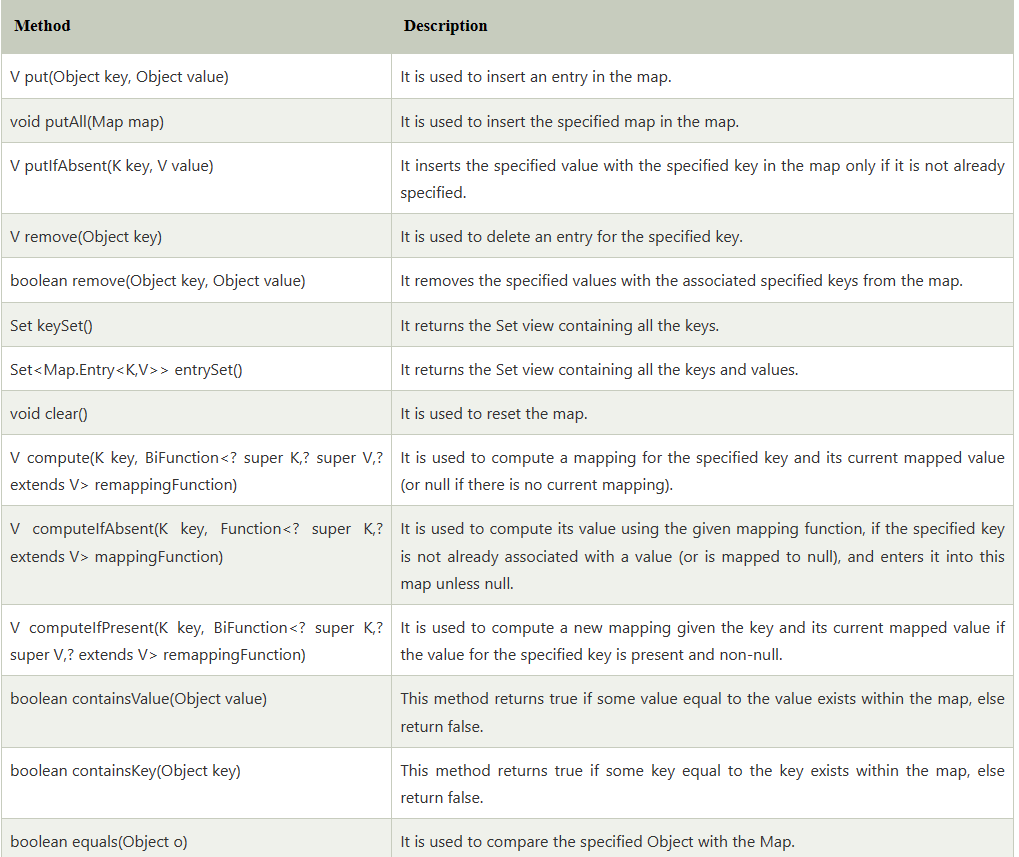 Method Description
V put(Object key, Object value) It is used to insert an entry in the map.
void putAll(Map map) It is used to insert the specified map in the map.
V putIfAbsent(K key, V value) It inserts the specified value with the specified key in the map only if it is not already
specified.
V remove(Object key) It is used to delete an entry for the specified key.
boolean remove(Object key, Object value) It removes the specified values with the associated specified keys from the map.
Set keySet() It returns the Set view containing all the keys.
Set<Map.Entry<K,V>> entrySet() It returns the Set view containing all the keys and values.
void clear() It is used to reset the map.
V compute(K key, BiFunction<? super K,? super V,? It is used to compute a mapping for the specified key and its current mapped value
extends V> remappingFunction) (or null if there is no current mapping).
V computeIfAbsent(K key, Function<? super K,? It is used to compute its value using the given mapping function, if the specified key
extends V> mappingFunction) is not already associated with a value (or is mapped to null), and enters it into this
map unless null.
V computeIfPresent(K key, BiFunction<? super K,? It is used to compute a new mapping given the key and its current mapped value if
super V,? extends V> remappingFunction) the value for the specified key is present and non-null.
boolean containsValue(Object value) This method returns true if some value equal to the value exists within the map, else
return false.
boolean containsKey(Object key) This method returns true if some key equal to the key exists within the map, else
return false.
boolean equals(Object o) It is used to compare the specified Object with the Map.